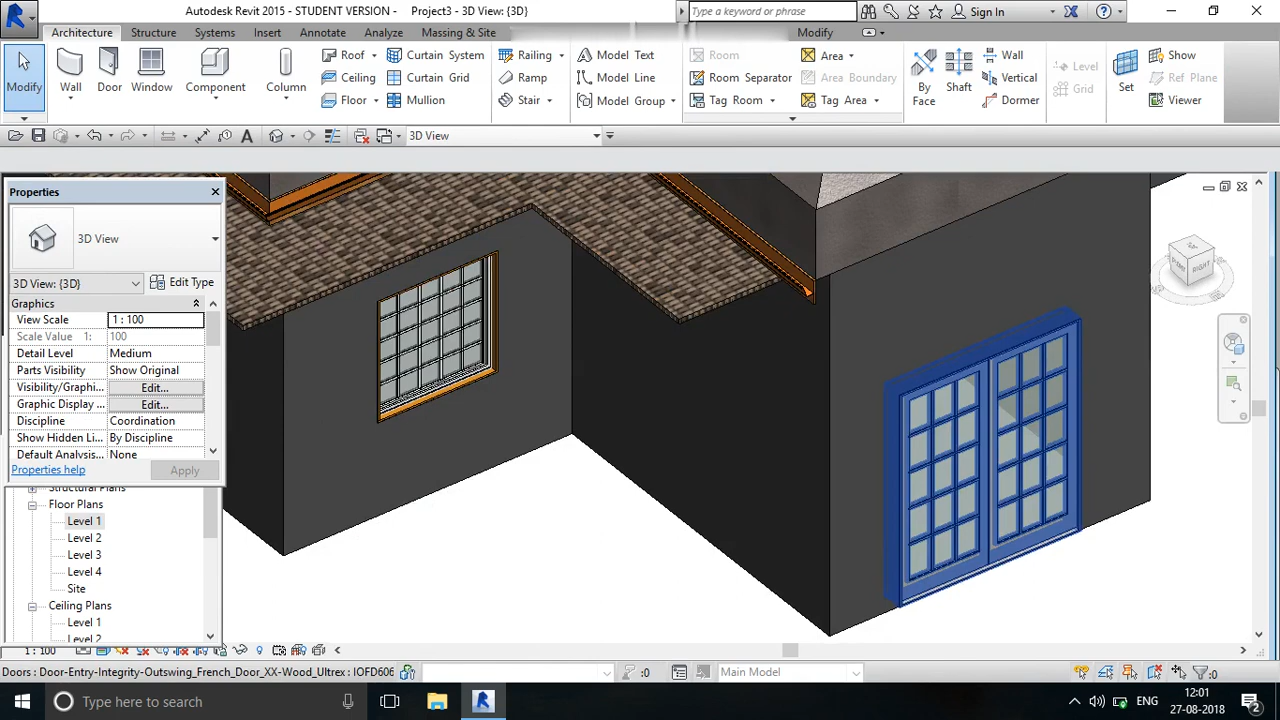 Autodesk Revit 2015 - STUDENT VERSION - Project3 - 3D View: {3D}
Type a keyword or phrase
Sign In
Architecture Structure Systems Insert Annotate Analyze Massing & Site Modify
Modify
Wall
Door
Window
Component
Column
Roof
Ceiling
Floor
Curtain System
Curtain Grid
Mullion
Railing
Ramp
Stair
Model Text
Model Line
Model Group
Room
Room Separator
Tag Room
Area
Area Boundary
Tag Area
By
Face
Shaft
Wall
Vertical
Dormer
Level
Grid
Set
Show
Ref Plane
Viewer
3D View
Properties
3D View
3D View: {3D} Edit Type
Graphics
View Scale 1 : 100
Scale Value 1: 100
Detail Level Medium
Parts Visibility Show Original
Visibility/Graphi... Edit...
Graphic Display ... Edit...
Discipline Coordination
Show Hidden Li... By Discipline
Default Analysis... None
Properties help Apply
Structural Plans
Floor Plans
Level 1
Level 2
Level 3
Level 4
Site
Ceiling Plans
Level 1
Level 2
RIGHT
1 : 100
Doors : Door-Entry-Integrity-Outswing_French_Door_XX-Wood_Ultrex : IOFD606
:0
Main Model
:0
Type here to search
ENG
12:01
27-08-2018
2